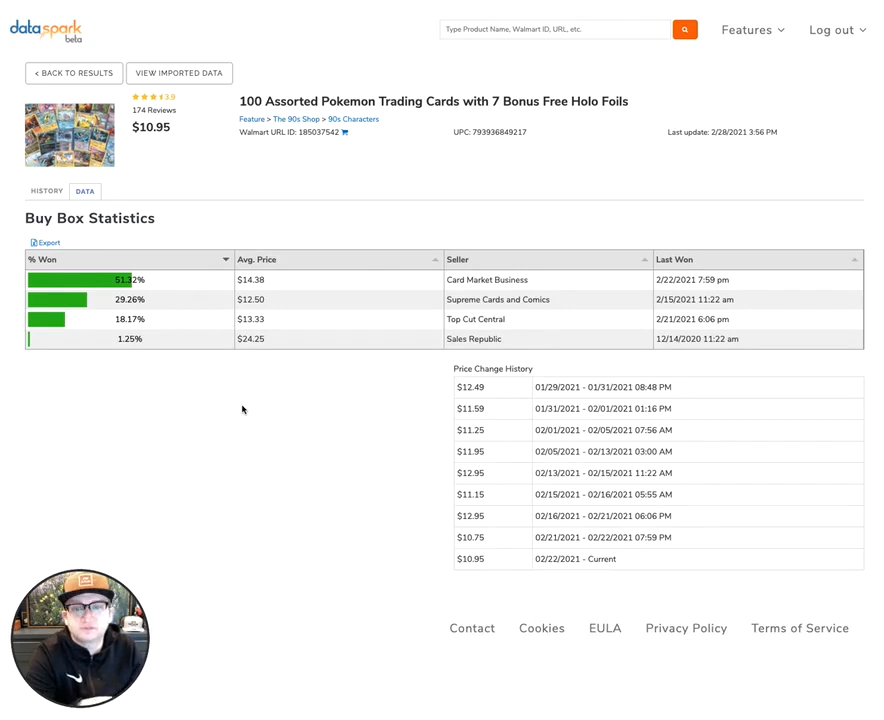 dataspark
beta
Type Product Name, Walmart ID, URL, etc.
Features
Log out
< BACK TO RESULTS
VIEW IMPORTED DATA
3.9
174 Reviews
$10.95
100 Assorted Pokemon Trading Cards with 7 Bonus Free Holo Foils
Feature > The 90s Shop > 90s Characters
Walmart URL ID: 185037542 UPC: 793936849217 Last update: 2/28/2021 3:56 PM
HISTORY DATA
Buy Box Statistics
Export
% Won Avg. Price Seller Last Won
51.32% $14.38 Card Market Business 2/22/2021 7:59 pm
29.26% $12.50 Supreme Cards and Comics 2/15/2021 11:22 am
18.17% $13.33 Top Cut Central 2/21/2021 6:06 pm
1.25% $24.25 Sales Republic 12/14/2020 11:22 am
Price Change History
$12.49 01/29/2021 - 01/31/2021 08:48 PM
$11.59 01/31/2021 - 02/01/2021 01:16 PM
$11.25 02/01/2021 - 02/05/2021 07:56 AM
$11.95 02/05/2021 - 02/13/2021 03:00 AM
$12.95 02/13/2021 - 02/15/2021 11:22 AM
$11.15 02/15/2021 - 02/16/2021 05:55 AM
$12.95 02/16/2021 - 02/21/2021 06:06 PM
$10.75 02/21/2021 - 02/22/2021 07:59 PM
$10.95 02/22/2021 - Current
Contact Cookies EULA Privacy Policy Terms of Service